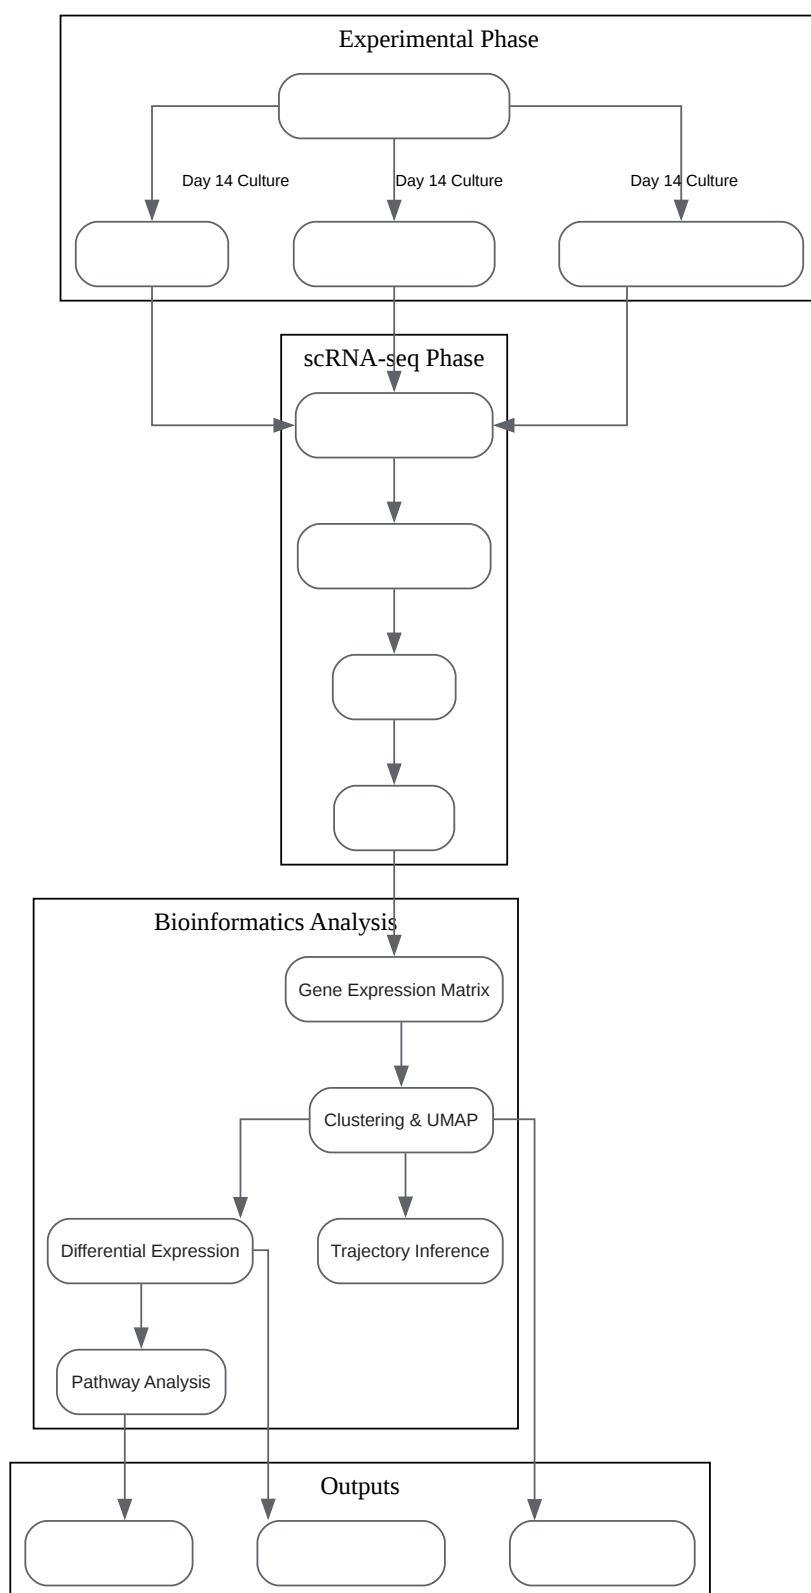 Experimental Phase
Day 14 Culture
Day 14 Culture
Day 14 Culture
scRNA-seq Phase
Bioinformatics Analysis
Gene Expression Matrix
Clustering & UMAP
Differential Expression
Trajectory Inference
Pathway Analysis
Outputs